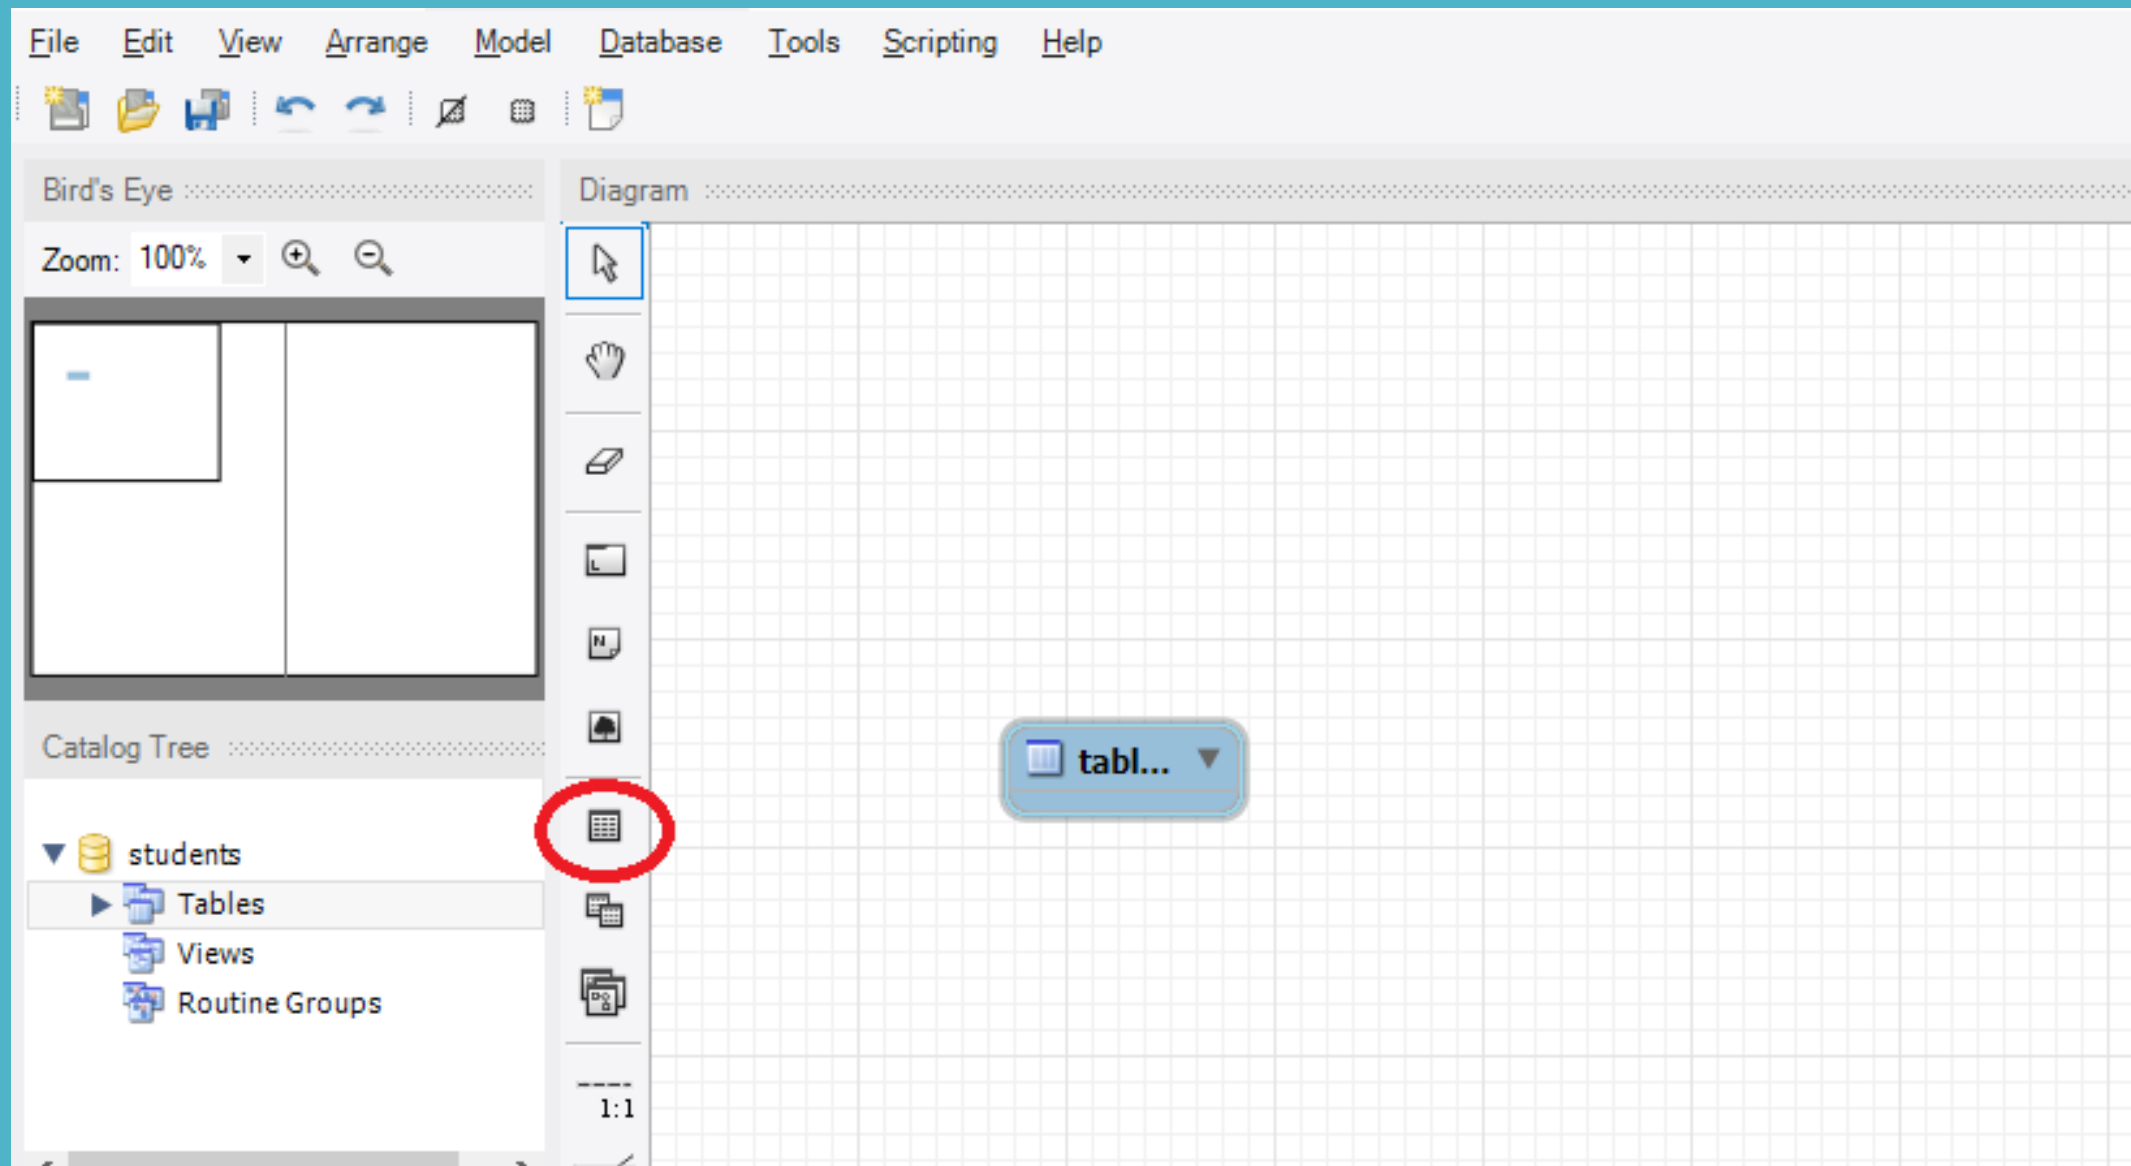 File Edit View Arrange Model Database Tools Scripting Help
Bird's Eye
Diagram
Zoom: 100%
L
N
Catalog Tree
tabl...
students
Tables
Views
Routine Groups
1:1